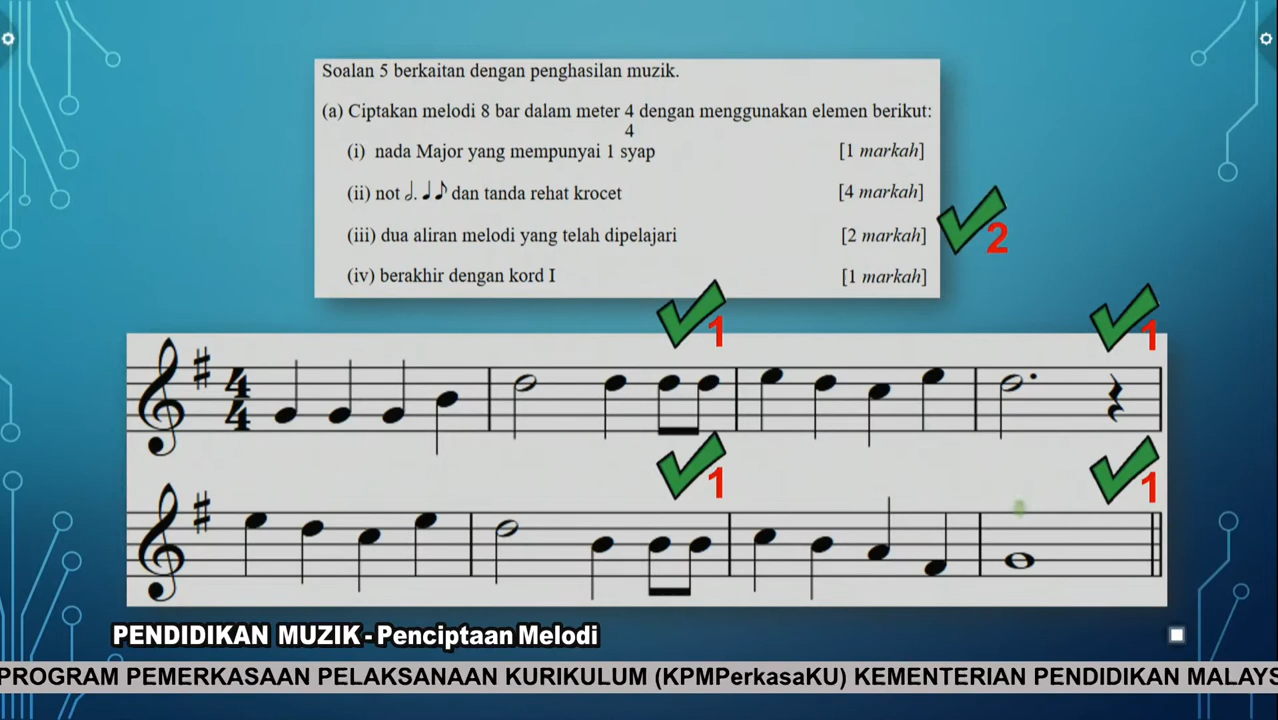 Soalan 5 berkaitan dengan penghasilan muzik.
(a) Ciptakan melodi 8 bar dalam meter 4 dengan menggunakan elemen berikut:
4
(i) nada Major yang mempunyai 1 syap [1 markah]
(ii) not 𝅗𝅥. ♩ ♪ dan tanda rehat krocet [4 markah]
(iii) dua aliran melodi yang telah dipelajari [2 markah]
2
(iv) berakhir dengan kord I [1 markah]
1
1
4
4
1
1
PENDIDIKAN MUZIK - Penciptaan Melodi
PROGRAM PEMERKASAAN PELAKSANAAN KURIKULUM (KPMPerkasaKU) KEMENTERIAN PENDIDIKAN MALAYS